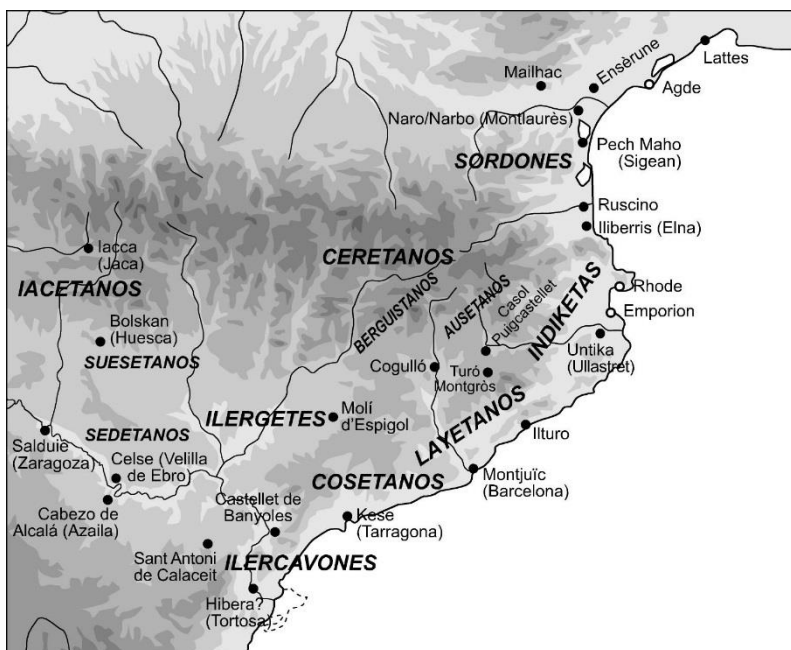 Lattes
Ensèrune
Mailhac
Agde
Naro/Narbo (Montlaurès)
SORDONES
Pech Maho
(Sigean)
Ruscino
Iliberris (Elna)
Iacca
(Jaca)
CERETANOS
IACETANOS
BERGUISTANOS
AUSETANOS
Casol
Puigcastellet
INDIKETAS
Rhode
Emporion
Bolskan
(Huesca)
SUESETANOS
Untika
(Ullastret)
Cogulló
Turó
Montgròs
ILERGETES
Molí
d'Espigol
LAYETANOS
Ilturo
SEDETANOS
Salduie
(Zaragoza)
Celse (Velilla
de Ebro)
COSETANOS
Montjuïc
(Barcelona)
Cabezo de
Alcalá (Azaila)
Castellet de
Banyoles
Kese
(Tarragona)
Sant Antoni
de Calaceit
ILERCAVONES
Hibera?
(Tortosa)